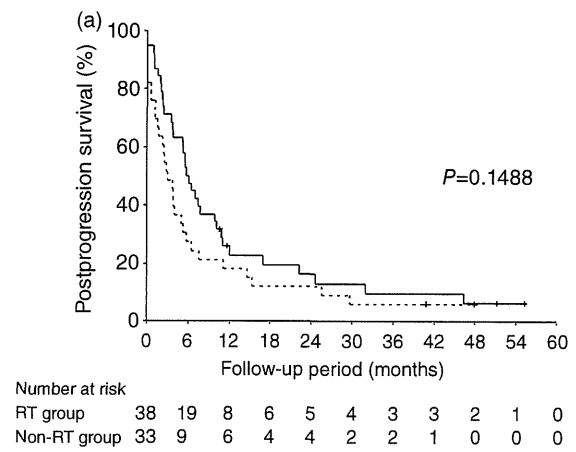 (a)
Postprogression survival (%)
100
80
60
40
20
0
P=0.1488
0 6 12 18 24 30 36 42 48 54 60
Follow-up period (months)
Number at risk
RT group 38 19 8 6 5 4 3 3 2 1 0
Non-RT group 33 9 6 4 4 2 2 1 0 0 0